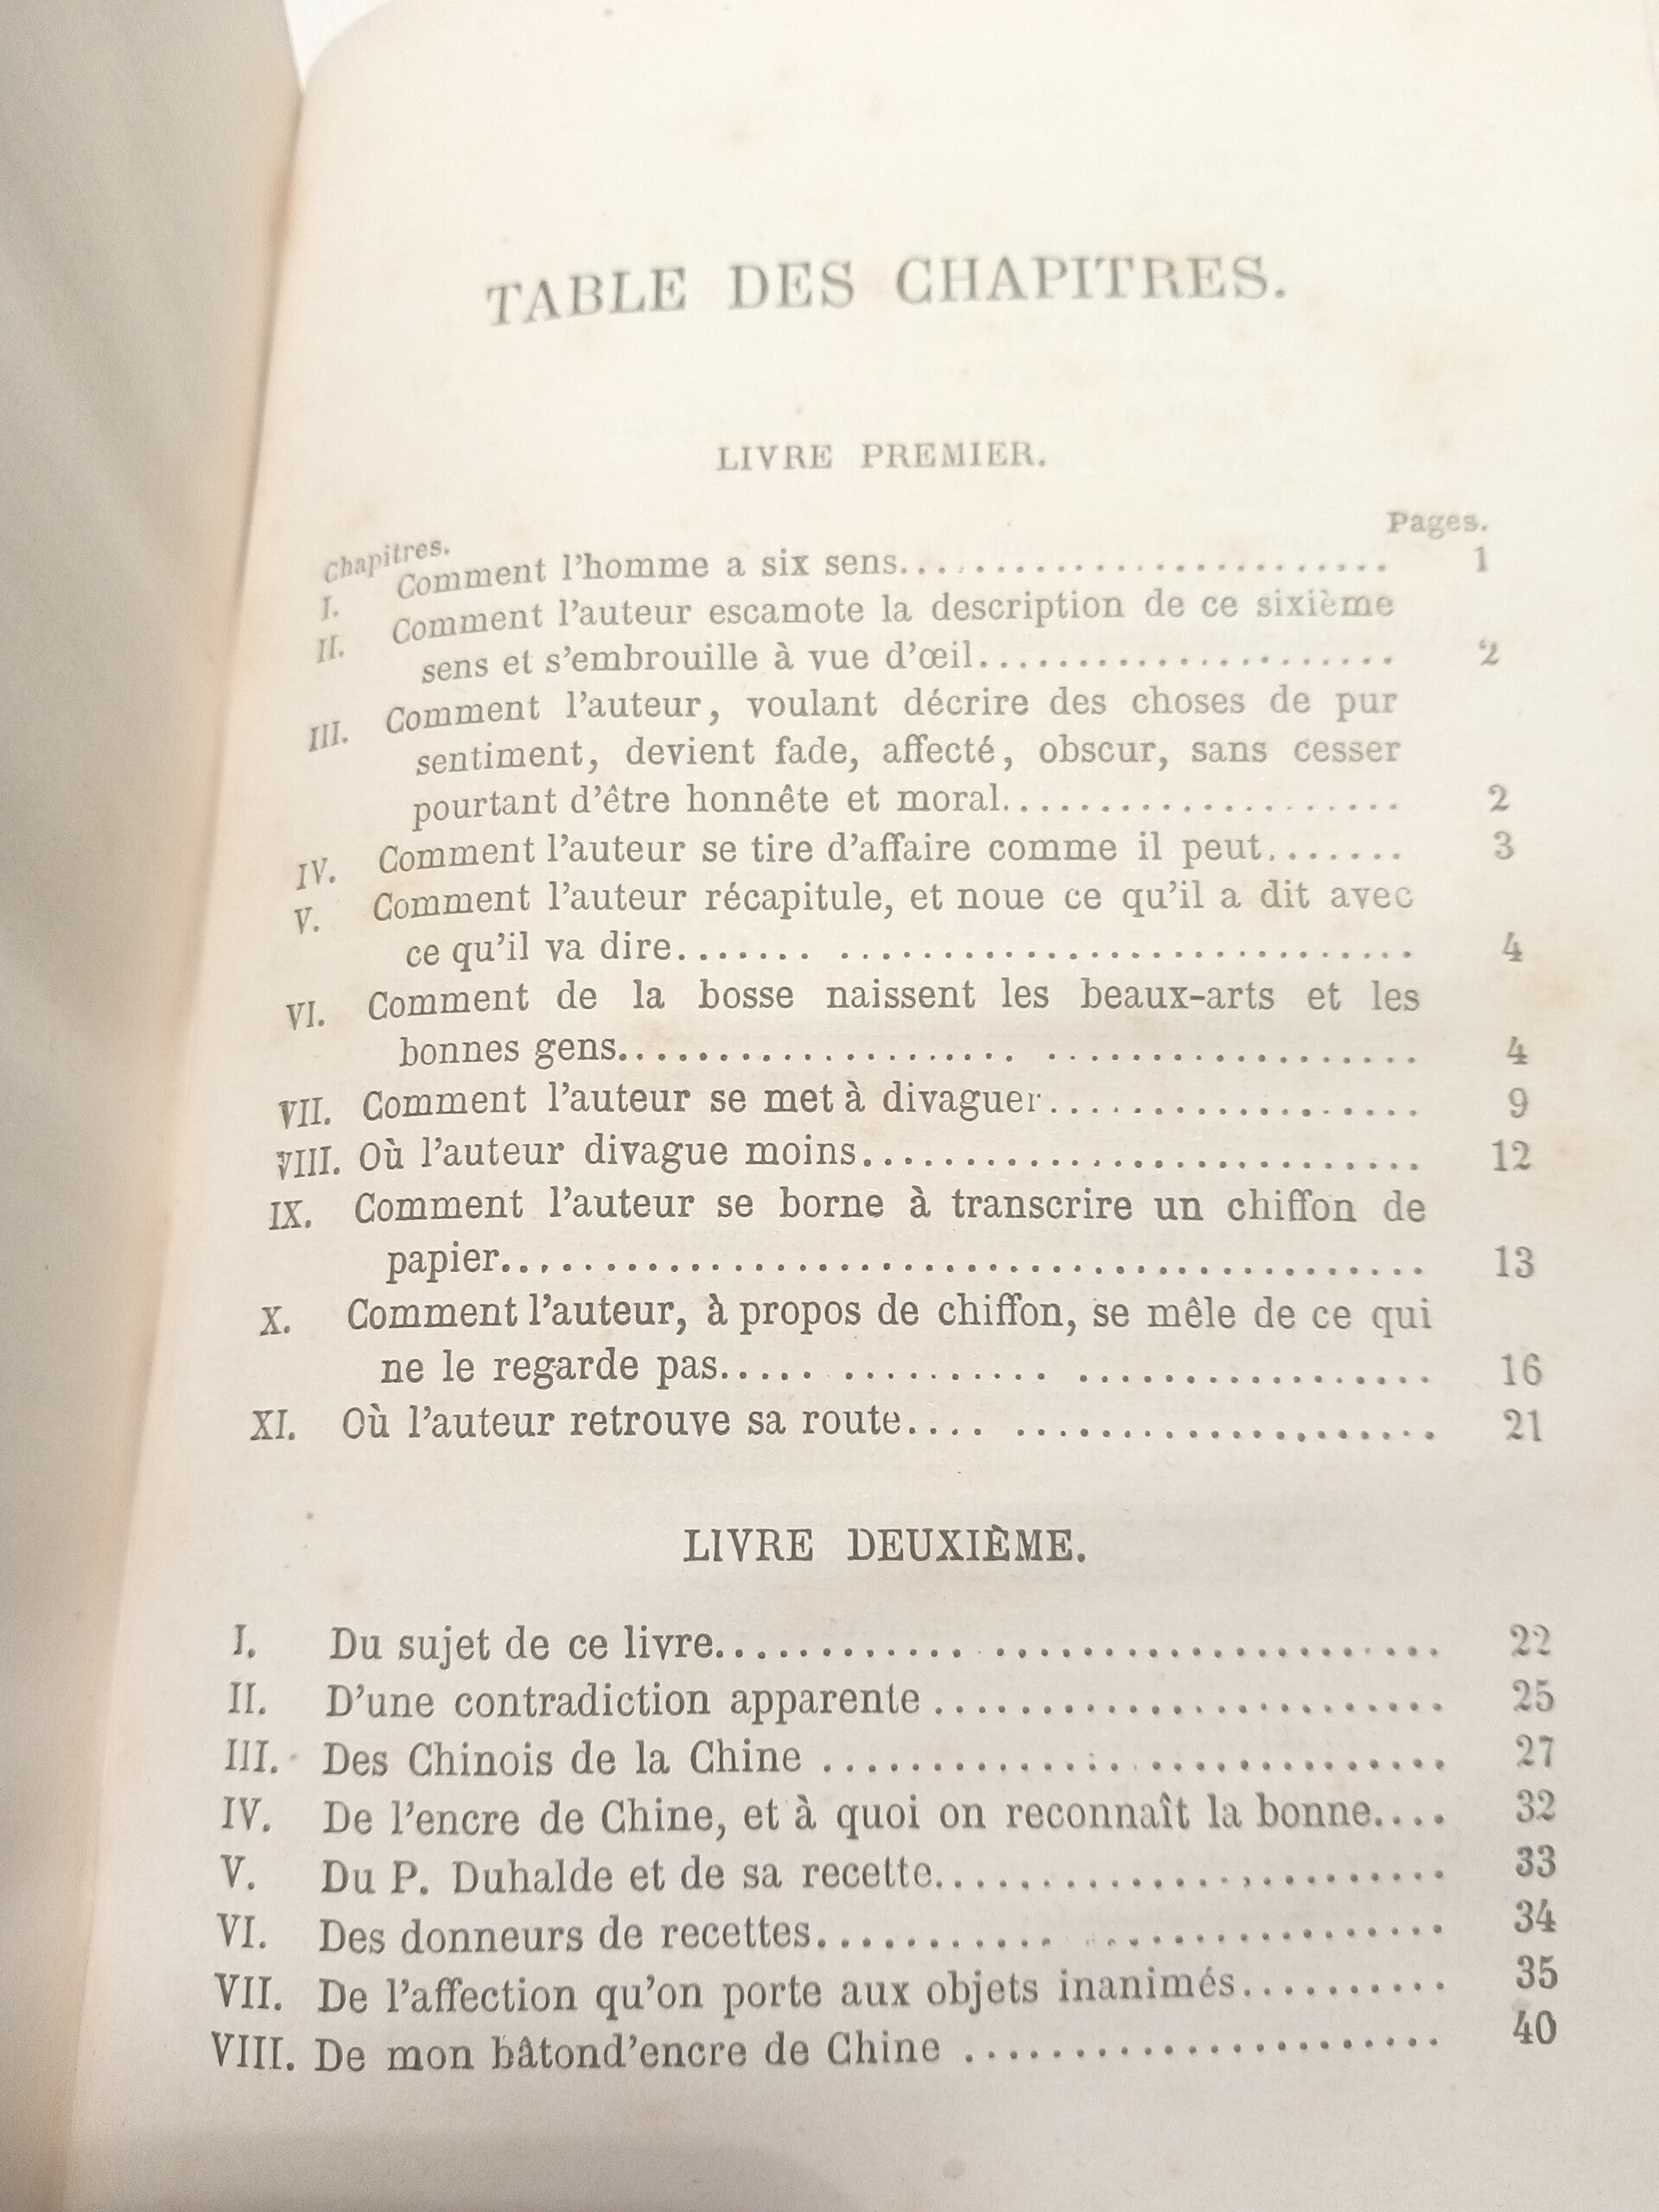 TABLE DES CHAPITRES.
LIVRE PREMIER.
Chapitres. Pages.
I. Comment l'homme a six sens........................ 1
II. Comment l'auteur escamote la description de ce sixième
sens et s'embrouille à vue d'œil..................... 2
III. Comment l'auteur, voulant décrire des choses de pur
sentiment, devient fade, affecté, obscur, sans cesser
pourtant d'être honnête et moral.................... 2
IV. Comment l'auteur se tire d'affaire comme il peut....... 3
V. Comment l'auteur récapitule, et noue ce qu'il a dit avec
ce qu'il va dire....... ............................ 4
VI. Comment de la bosse naissent les beaux-arts et les
bonnes gens.................... .................. 4
VII. Comment l'auteur se met à divaguer.................. 9
VIII. Où l'auteur divague moins........................... 12
IX. Comment l'auteur se borne à transcrire un chiffon de
papier............................................. 13
X. Comment l'auteur, à propos de chiffon, se mêle de ce qui
ne le regarde pas..... .......... ................. 16
XI. Où l'auteur retrouve sa route.... .................... 21
LIVRE DEUXIÈME.
I. Du sujet de ce livre............ ..................... 22
II. D'une contradiction apparente ........................ 25
III. Des Chinois de la Chine .............................. 27
IV. De l'encre de Chine, et à quoi on reconnaît la bonne.... 32
V. Du P. Duhalde et de sa recette........................ 33
VI. Des donneurs de recettes............ ................. 34
VII. De l'affection qu'on porte aux objets inanimés.......... 35
VIII. De mon bâtond'encre de Chine ....................... 40